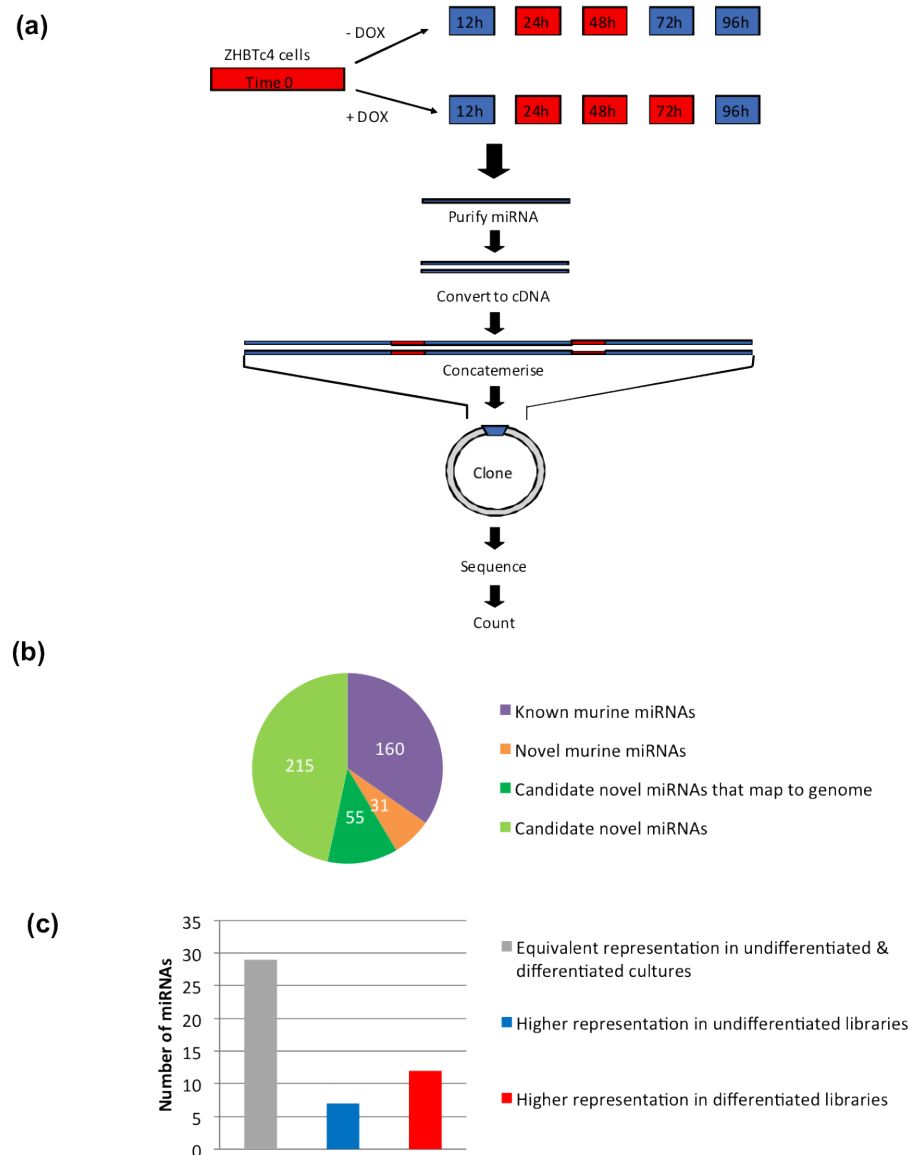 (a)
- DOX
12h
24h
48h
72h
96h
ZHBTc4 cells
Time 0
+ DOX
12h
24h
48h
72h
96h
Purify miRNA
Convert to cDNA
Concatemerise
Clone
Sequence
Count
(b)
160
215
31
55
Known murine miRNAs
Novel murine miRNAs
Candidate novel miRNAs that map to genome
Candidate novel miRNAs
(c)
Number of miRNAs
35
30
25
20
15
10
5
0
Equivalent representation in undifferentiated &
differentiated cultures
Higher representation in undifferentiated libraries
Higher representation in differentiated libraries